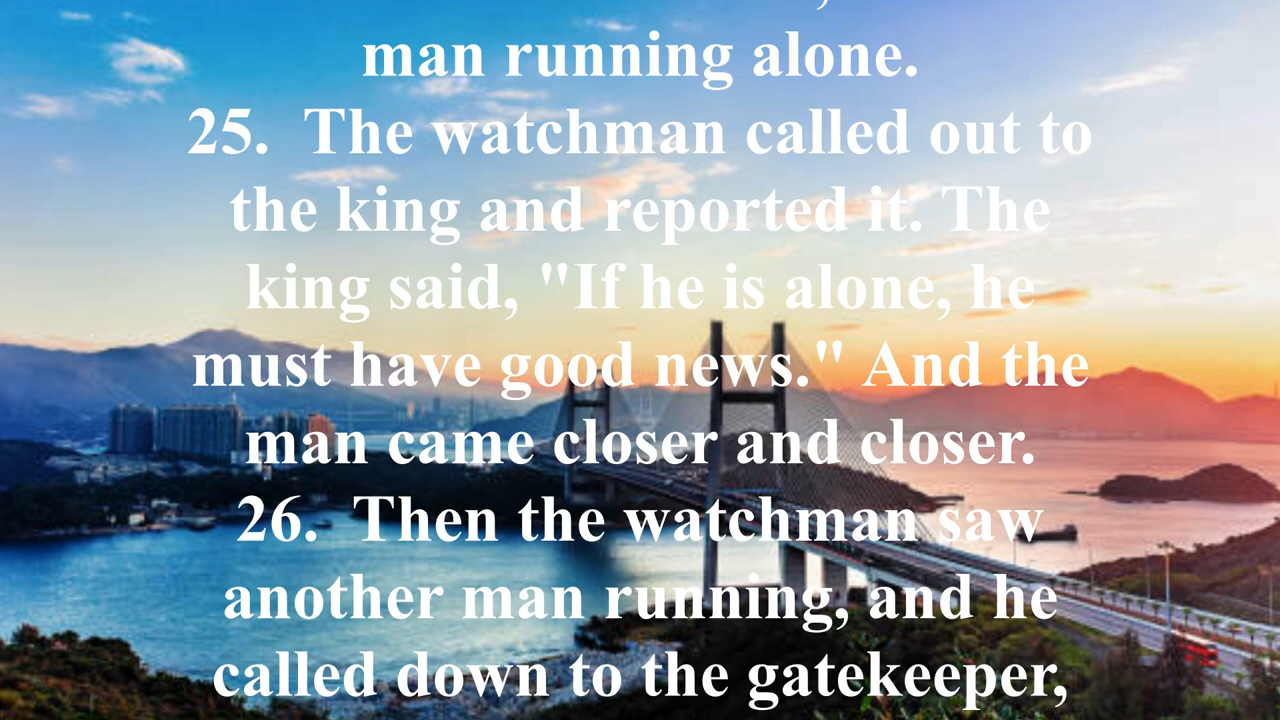 man running alone.
25. The watchman called out to
the king and reported it. The
king said, "If he is alone, he
must have good news." And the
man came closer and closer.
26. Then the watchman saw
another man running, and he
called down to the gatekeeper,